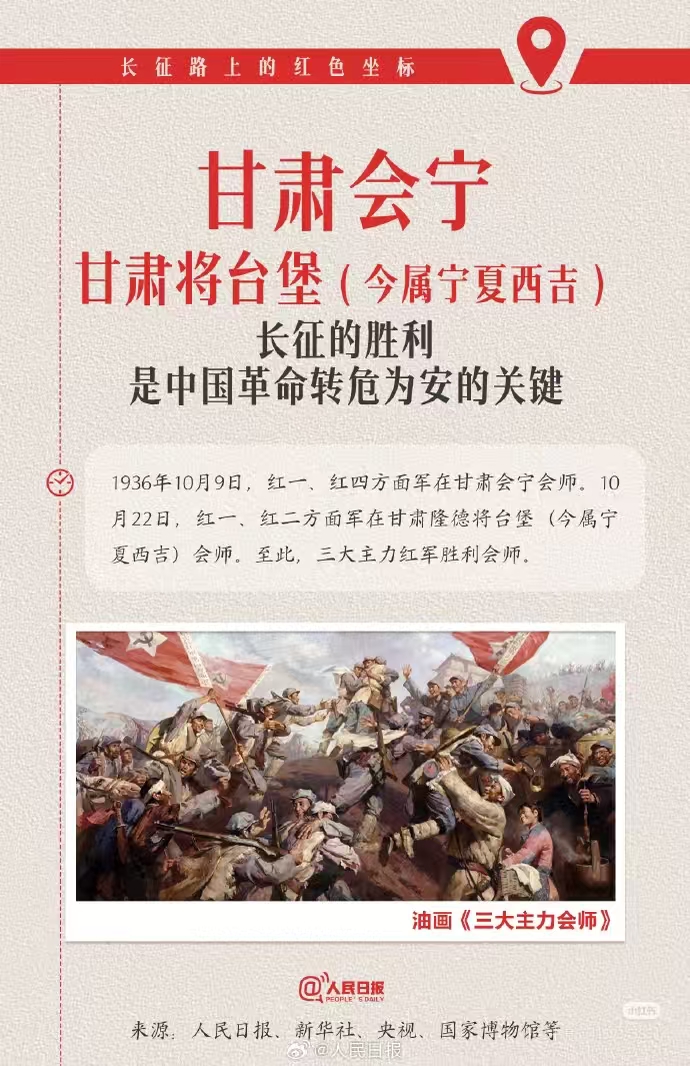 长征路上的红色坐标
甘肃会宁
甘肃将台堡（今属宁夏西吉）
长征的胜利
是中国革命转危为安的关键
1936年10月9日，红一、红四方面军在甘肃会宁会师。10
月22日，红一、红二方面军在甘肃隆德将台堡（今属宁
夏西吉）会师。至此，三大主力红军胜利会师。
油画《三大主力会师》
@人民日报
PEOPLE'S DAILY
小红书
来源：人民日报、新华社、央视、国家博物馆等
@人民日报